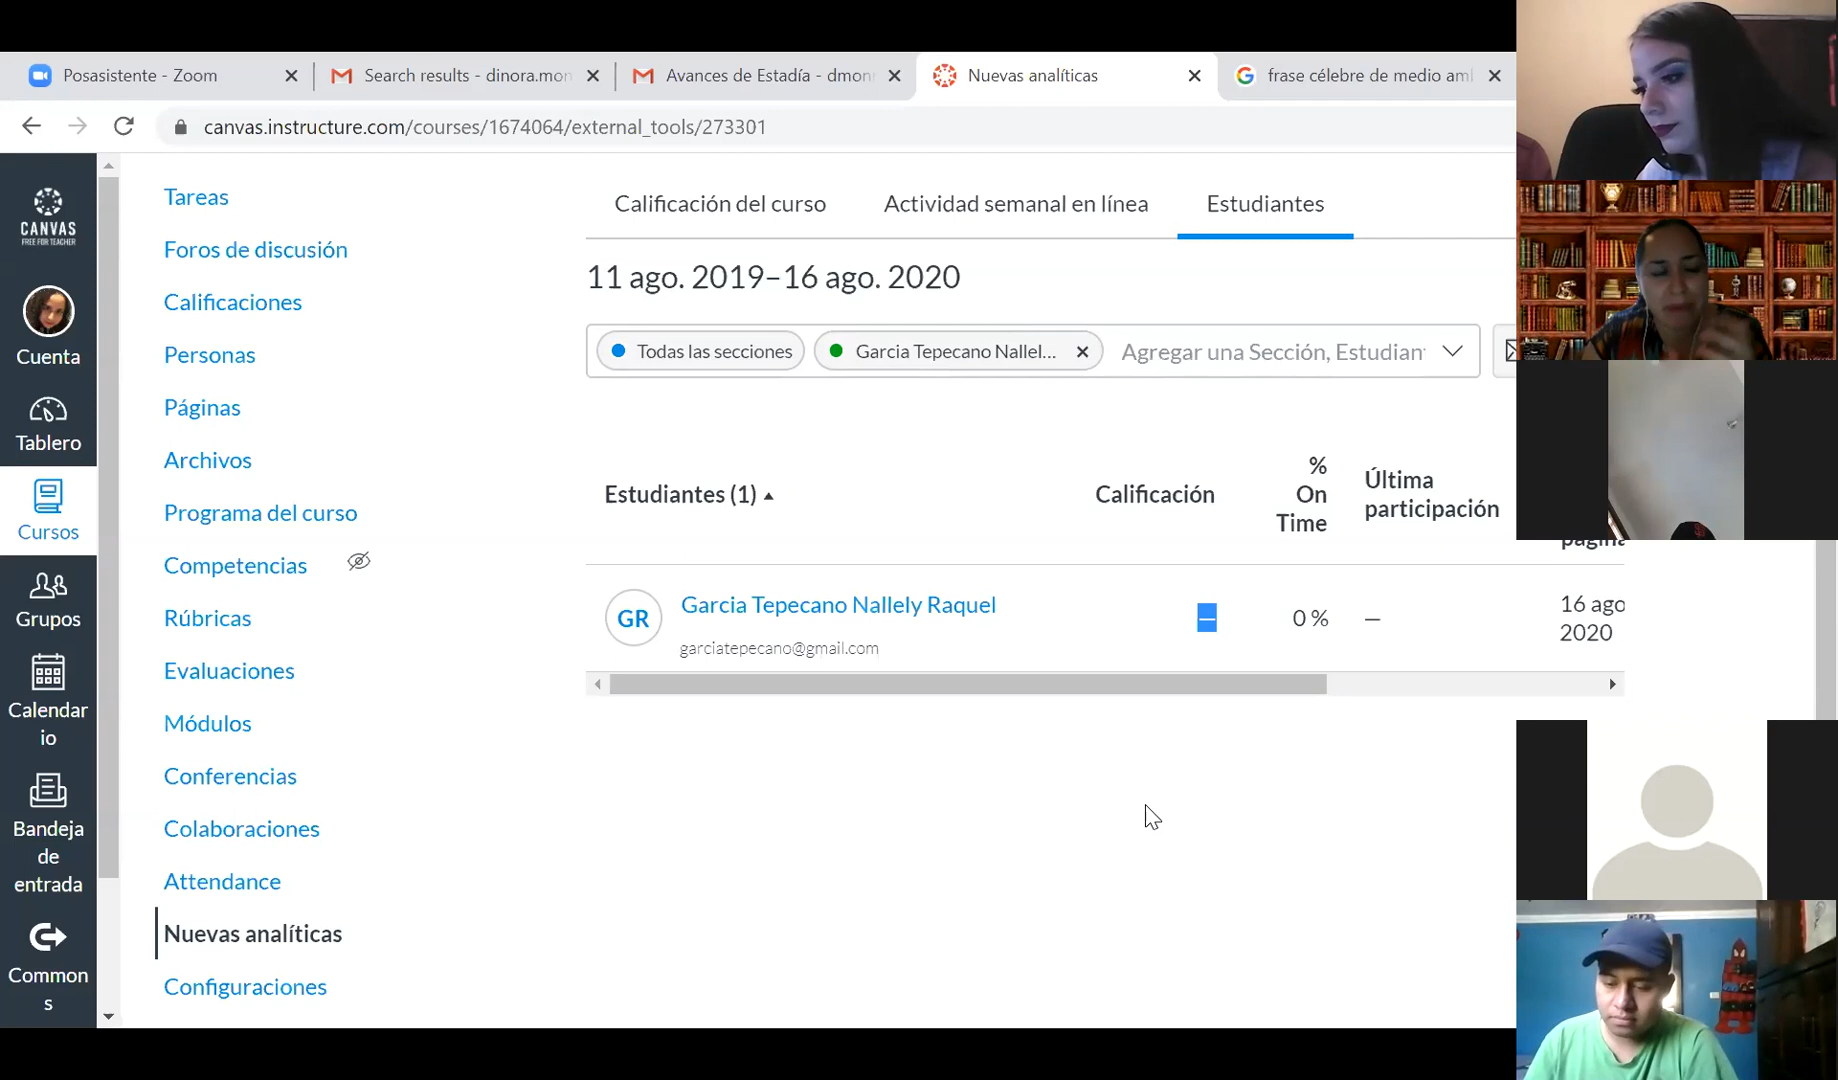 Posasistente - Zoom
Search results - dinora.mon
Avances de Estadía - dmon
Nuevas analíticas
frase célebre de medio am
canvas.instructure.com/courses/1674064/external_tools/273301
CANVAS
FREE FOR TEACHER
Cuenta
Tablero
Cursos
Grupos
Calendar
io
Bandeja
de
entrada
Common
s
Tareas
Foros de discusión
Calificaciones
Personas
Páginas
Archivos
Programa del curso
Competencias
Rúbricas
Evaluaciones
Módulos
Conferencias
Colaboraciones
Attendance
Nuevas analíticas
Configuraciones
Calificación del curso
Actividad semanal en línea
Estudiantes
11 ago. 2019–16 ago. 2020
Todas las secciones
Garcia Tepecano Nallel...
Agregar una Sección, Estudian
Estudiantes (1)
Calificación
%
On
Time
Última
participación
página
GR
Garcia Tepecano Nallely Raquel
garciatepecano@gmail.com
—
0 %
—
16 ago
2020